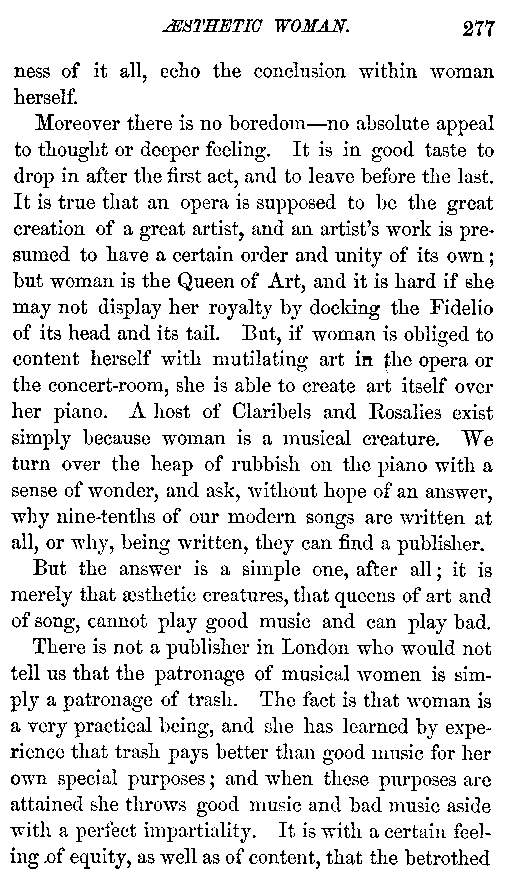 ÆSTHETIC WOMAN. 277
ness of it all, echo the conclusion within woman
herself.
Moreover there is no boredom—no absolute appeal
to thought or deeper feeling. It is in good taste to
drop in after the first act, and to leave before the last.
It is true that an opera is supposed to be the great
creation of a great artist, and an artist's work is pre-
sumed to have a certain order and unity of its own;
but woman is the Queen of Art, and it is hard if she
may not display her royalty by docking the Fidelio
of its head and its tail. But, if woman is obliged to
content herself with mutilating art in the opera or
the concert-room, she is able to create art itself over
her piano. A host of Claribels and Rosalies exist
simply because woman is a musical creature. We
turn over the heap of rubbish on the piano with a
sense of wonder, and ask, without hope of an answer,
why nine-tenths of our modern songs are written at
all, or why, being written, they can find a publisher.
But the answer is a simple one, after all; it is
merely that æsthetic creatures, that queens of art and
of song, cannot play good music and can play bad.
There is not a publisher in London who would not
tell us that the patronage of musical women is sim-
ply a patronage of trash. The fact is that woman is
a very practical being, and she has learned by expe-
rience that trash pays better than good music for her
own special purposes; and when these purposes are
attained she throws good music and bad music aside
with a perfect impartiality. It is with a certain feel-
ing of equity, as well as of content, that the betrothed